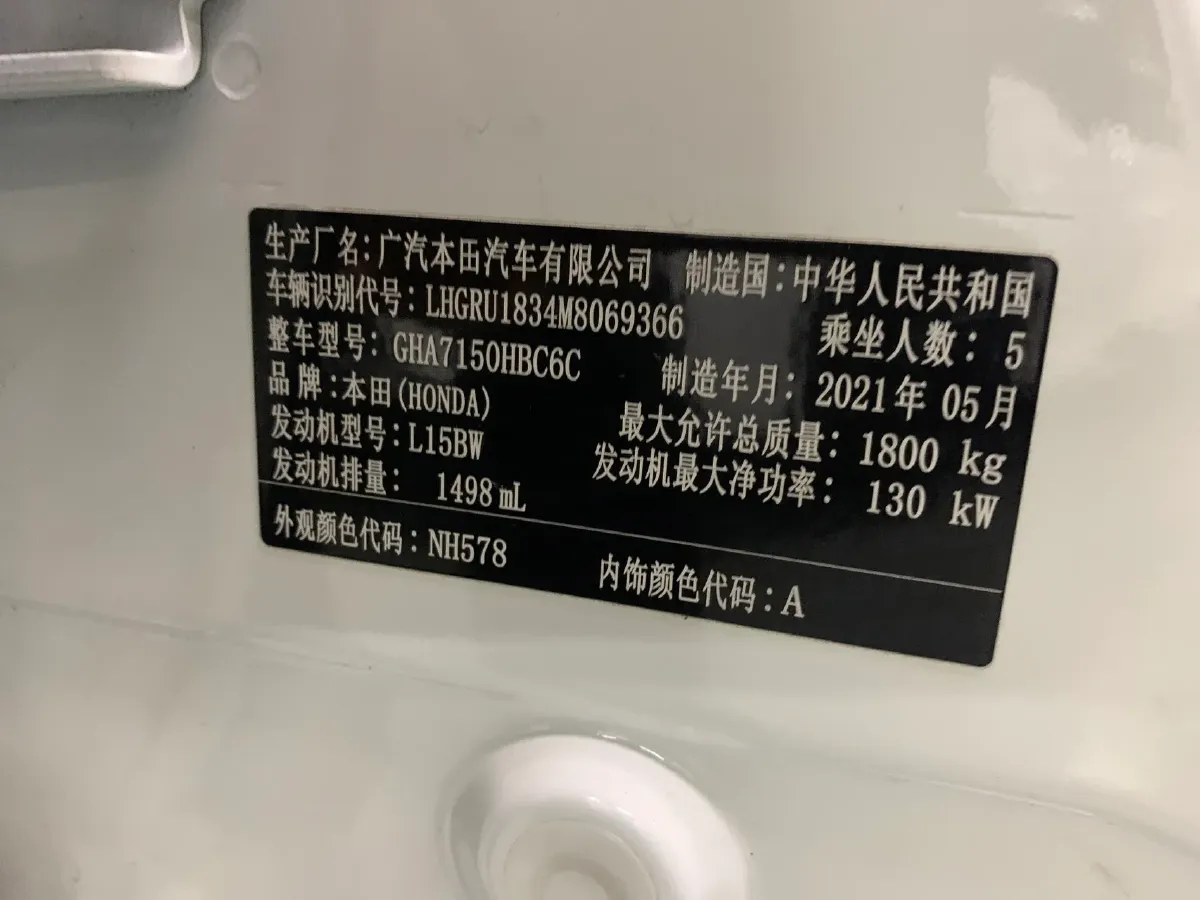 生产厂名：广汽本田汽车有限公司 制造国：中华人民共和国
车辆识别代号：LHGRU1834M8069366 乘坐人数：5
整车型号：GHA7150HBC6C 制造年月：2021年05月
品牌：本田(HONDA) 最大允许总质量：1800 kg
发动机型号：L15BW 发动机最大净功率：130 kW
发动机排量：1498 mL
外观颜色代码：NH578 内饰颜色代码：A